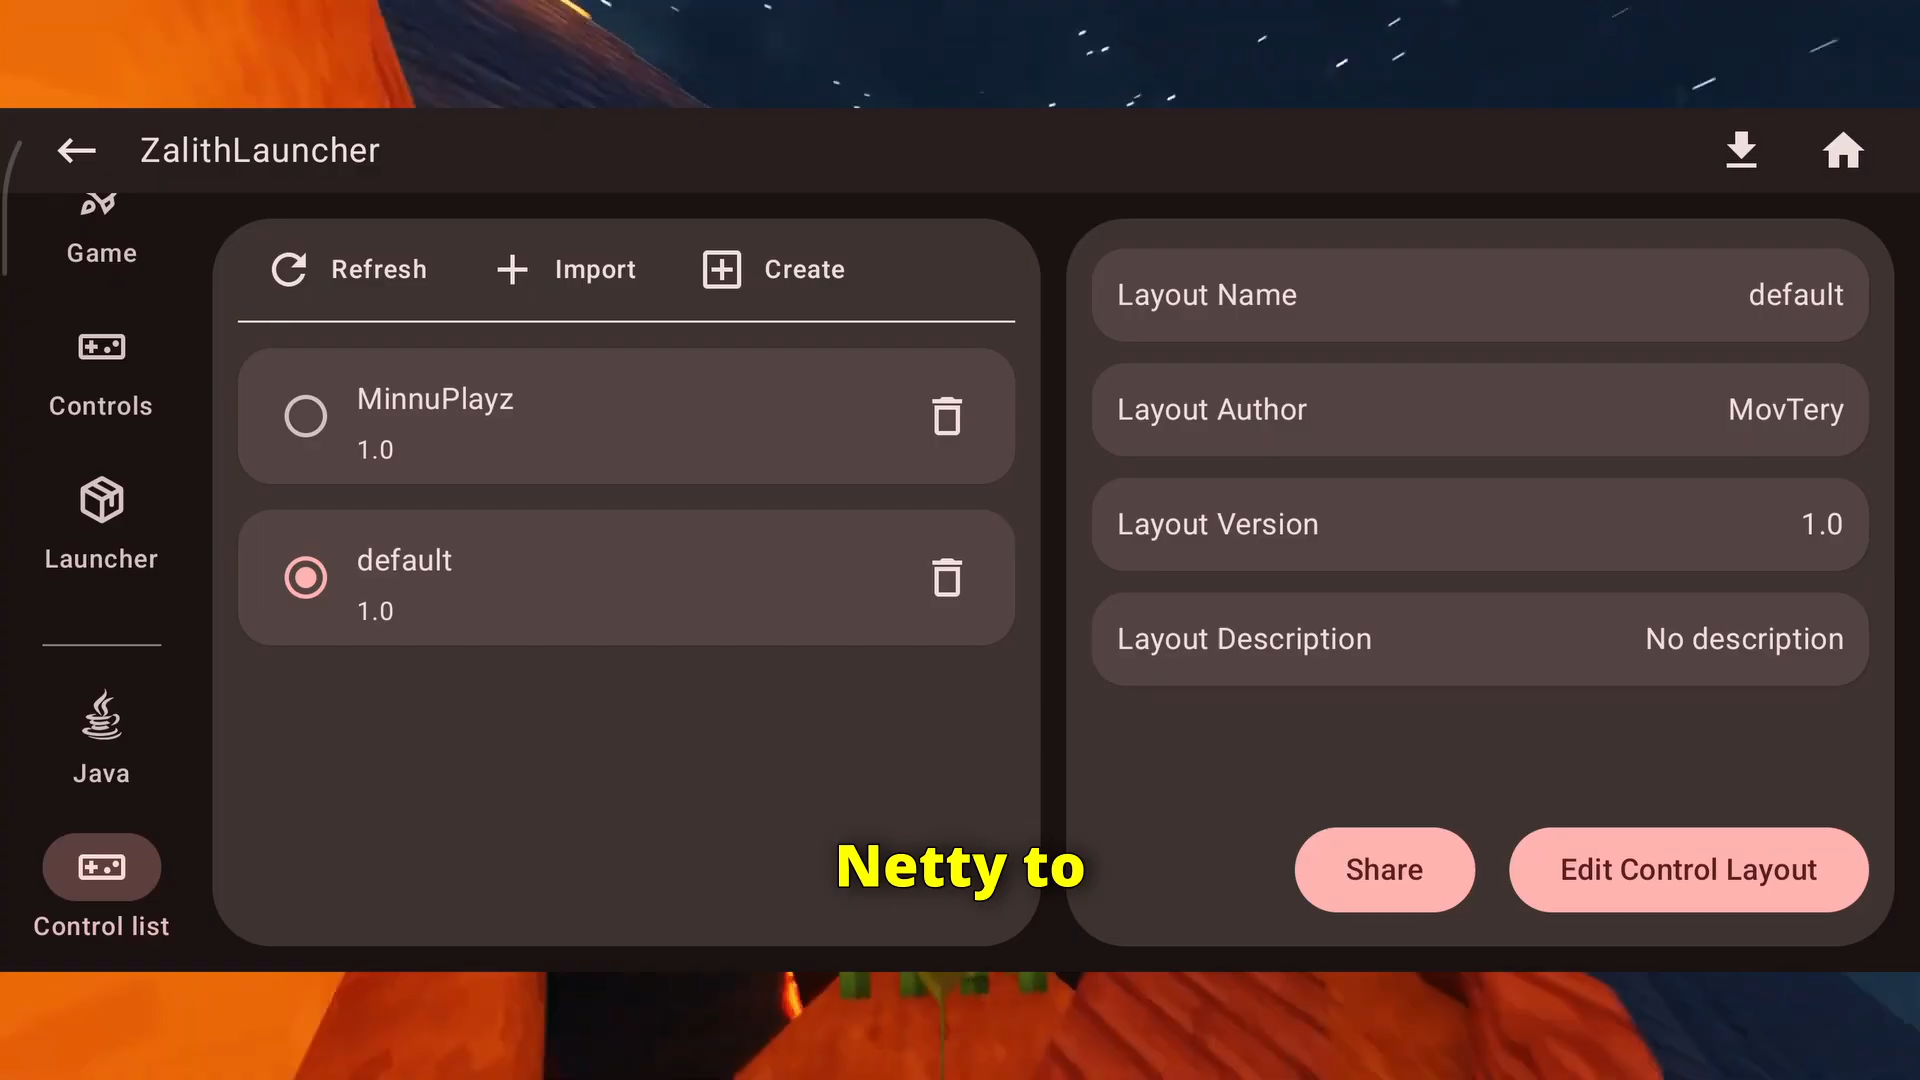 ZalithLauncher
Game
Controls
Launcher
Java
Control list
Refresh
Import
Create
MinnuPlayz
1.0
default
1.0
Layout Name
default
Layout Author
MovTery
Layout Version
1.0
Layout Description
No description
Share
Edit Control Layout
Netty to